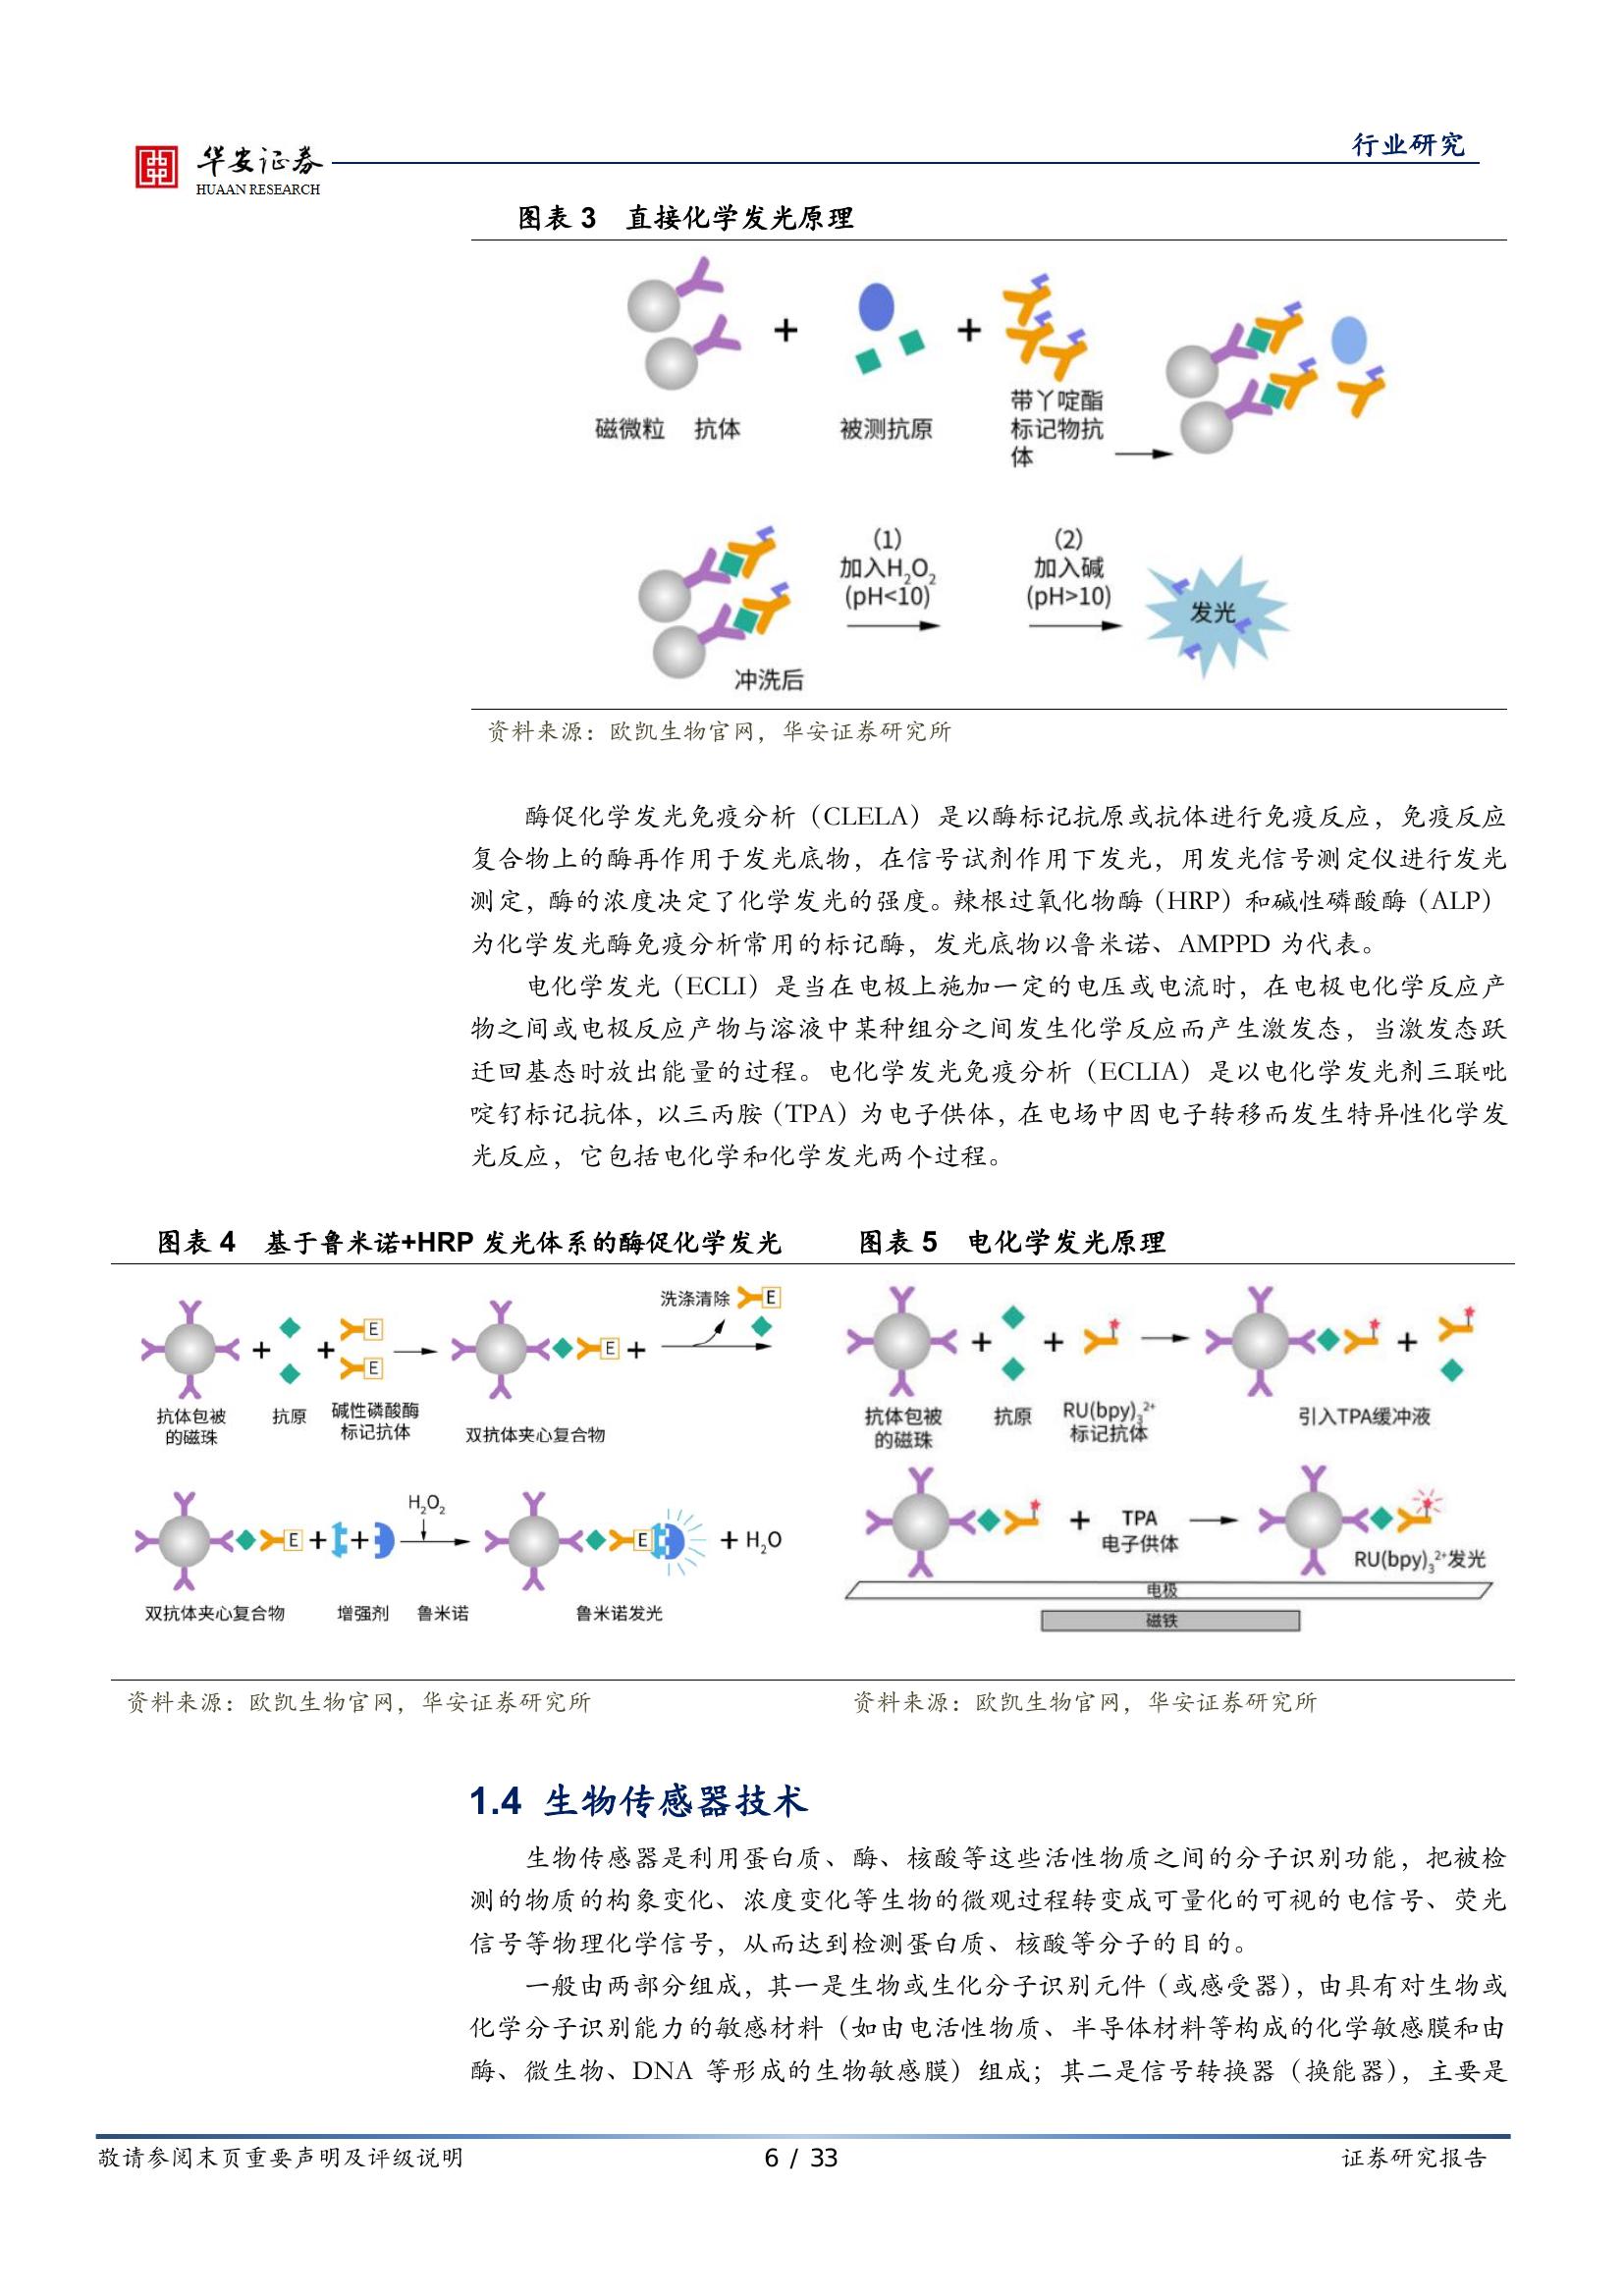 华安证券
HUAAN RESEARCH
行业研究
图表 3 直接化学发光原理
磁微粒 抗体
+
被测抗原
+
带丫啶酯
标记物抗
体
冲洗后
(1)
加入H₂O₂
(pH<10)
(2)
加入碱
(pH>10)
发光
资料来源：欧凯生物官网，华安证券研究所
酶促化学发光免疫分析（CLELA）是以酶标记抗原或抗体进行免疫反应，免疫反应
复合物上的酶再作用于发光底物，在信号试剂作用下发光，用发光信号测定仪进行发光
测定，酶的浓度决定了化学发光的强度。辣根过氧化物酶（HRP）和碱性磷酸酶（ALP）
为化学发光酶免疫分析常用的标记酶，发光底物以鲁米诺、AMPPD 为代表。
电化学发光（ECLI）是当在电极上施加一定的电压或电流时，在电极电化学反应产
物之间或电极反应产物与溶液中某种组分之间发生化学反应而产生激发态，当激发态跃
迁回基态时放出能量的过程。电化学发光免疫分析（ECLIA）是以电化学发光剂三联吡
啶钌标记抗体，以三丙胺（TPA）为电子供体，在电场中因电子转移而发生特异性化学发
光反应，它包括电化学和化学发光两个过程。
图表 4 基于鲁米诺+HRP 发光体系的酶促化学发光
+
+
E
E
E
+
洗涤清除
E
抗体包被
的磁珠
抗原
碱性磷酸酶
标记抗体
双抗体夹心复合物
E
+
+
H₂O₂
E
+ H₂O
双抗体夹心复合物
增强剂
鲁米诺
鲁米诺发光
资料来源：欧凯生物官网，华安证券研究所
图表 5 电化学发光原理
+
+
+
抗体包被
的磁珠
抗原
RU(bpy)₃²⁺
标记抗体
引入TPA缓冲液
+
TPA
电子供体
RU(bpy)₃²⁺发光
电极
磁铁
资料来源：欧凯生物官网，华安证券研究所
1.4 生物传感器技术
生物传感器是利用蛋白质、酶、核酸等这些活性物质之间的分子识别功能，把被检
测的物质的构象变化、浓度变化等生物的微观过程转变成可量化的可视的电信号、荧光
信号等物理化学信号，从而达到检测蛋白质、核酸等分子的目的。
一般由两部分组成，其一是生物或生化分子识别元件（或感受器），由具有对生物或
化学分子识别能力的敏感材料（如由电活性物质、半导体材料等构成的化学敏感膜和由
酶、微生物、DNA 等形成的生物敏感膜）组成；其二是信号转换器（换能器），主要是
敬请参阅末页重要声明及评级说明
6 / 33
证券研究报告